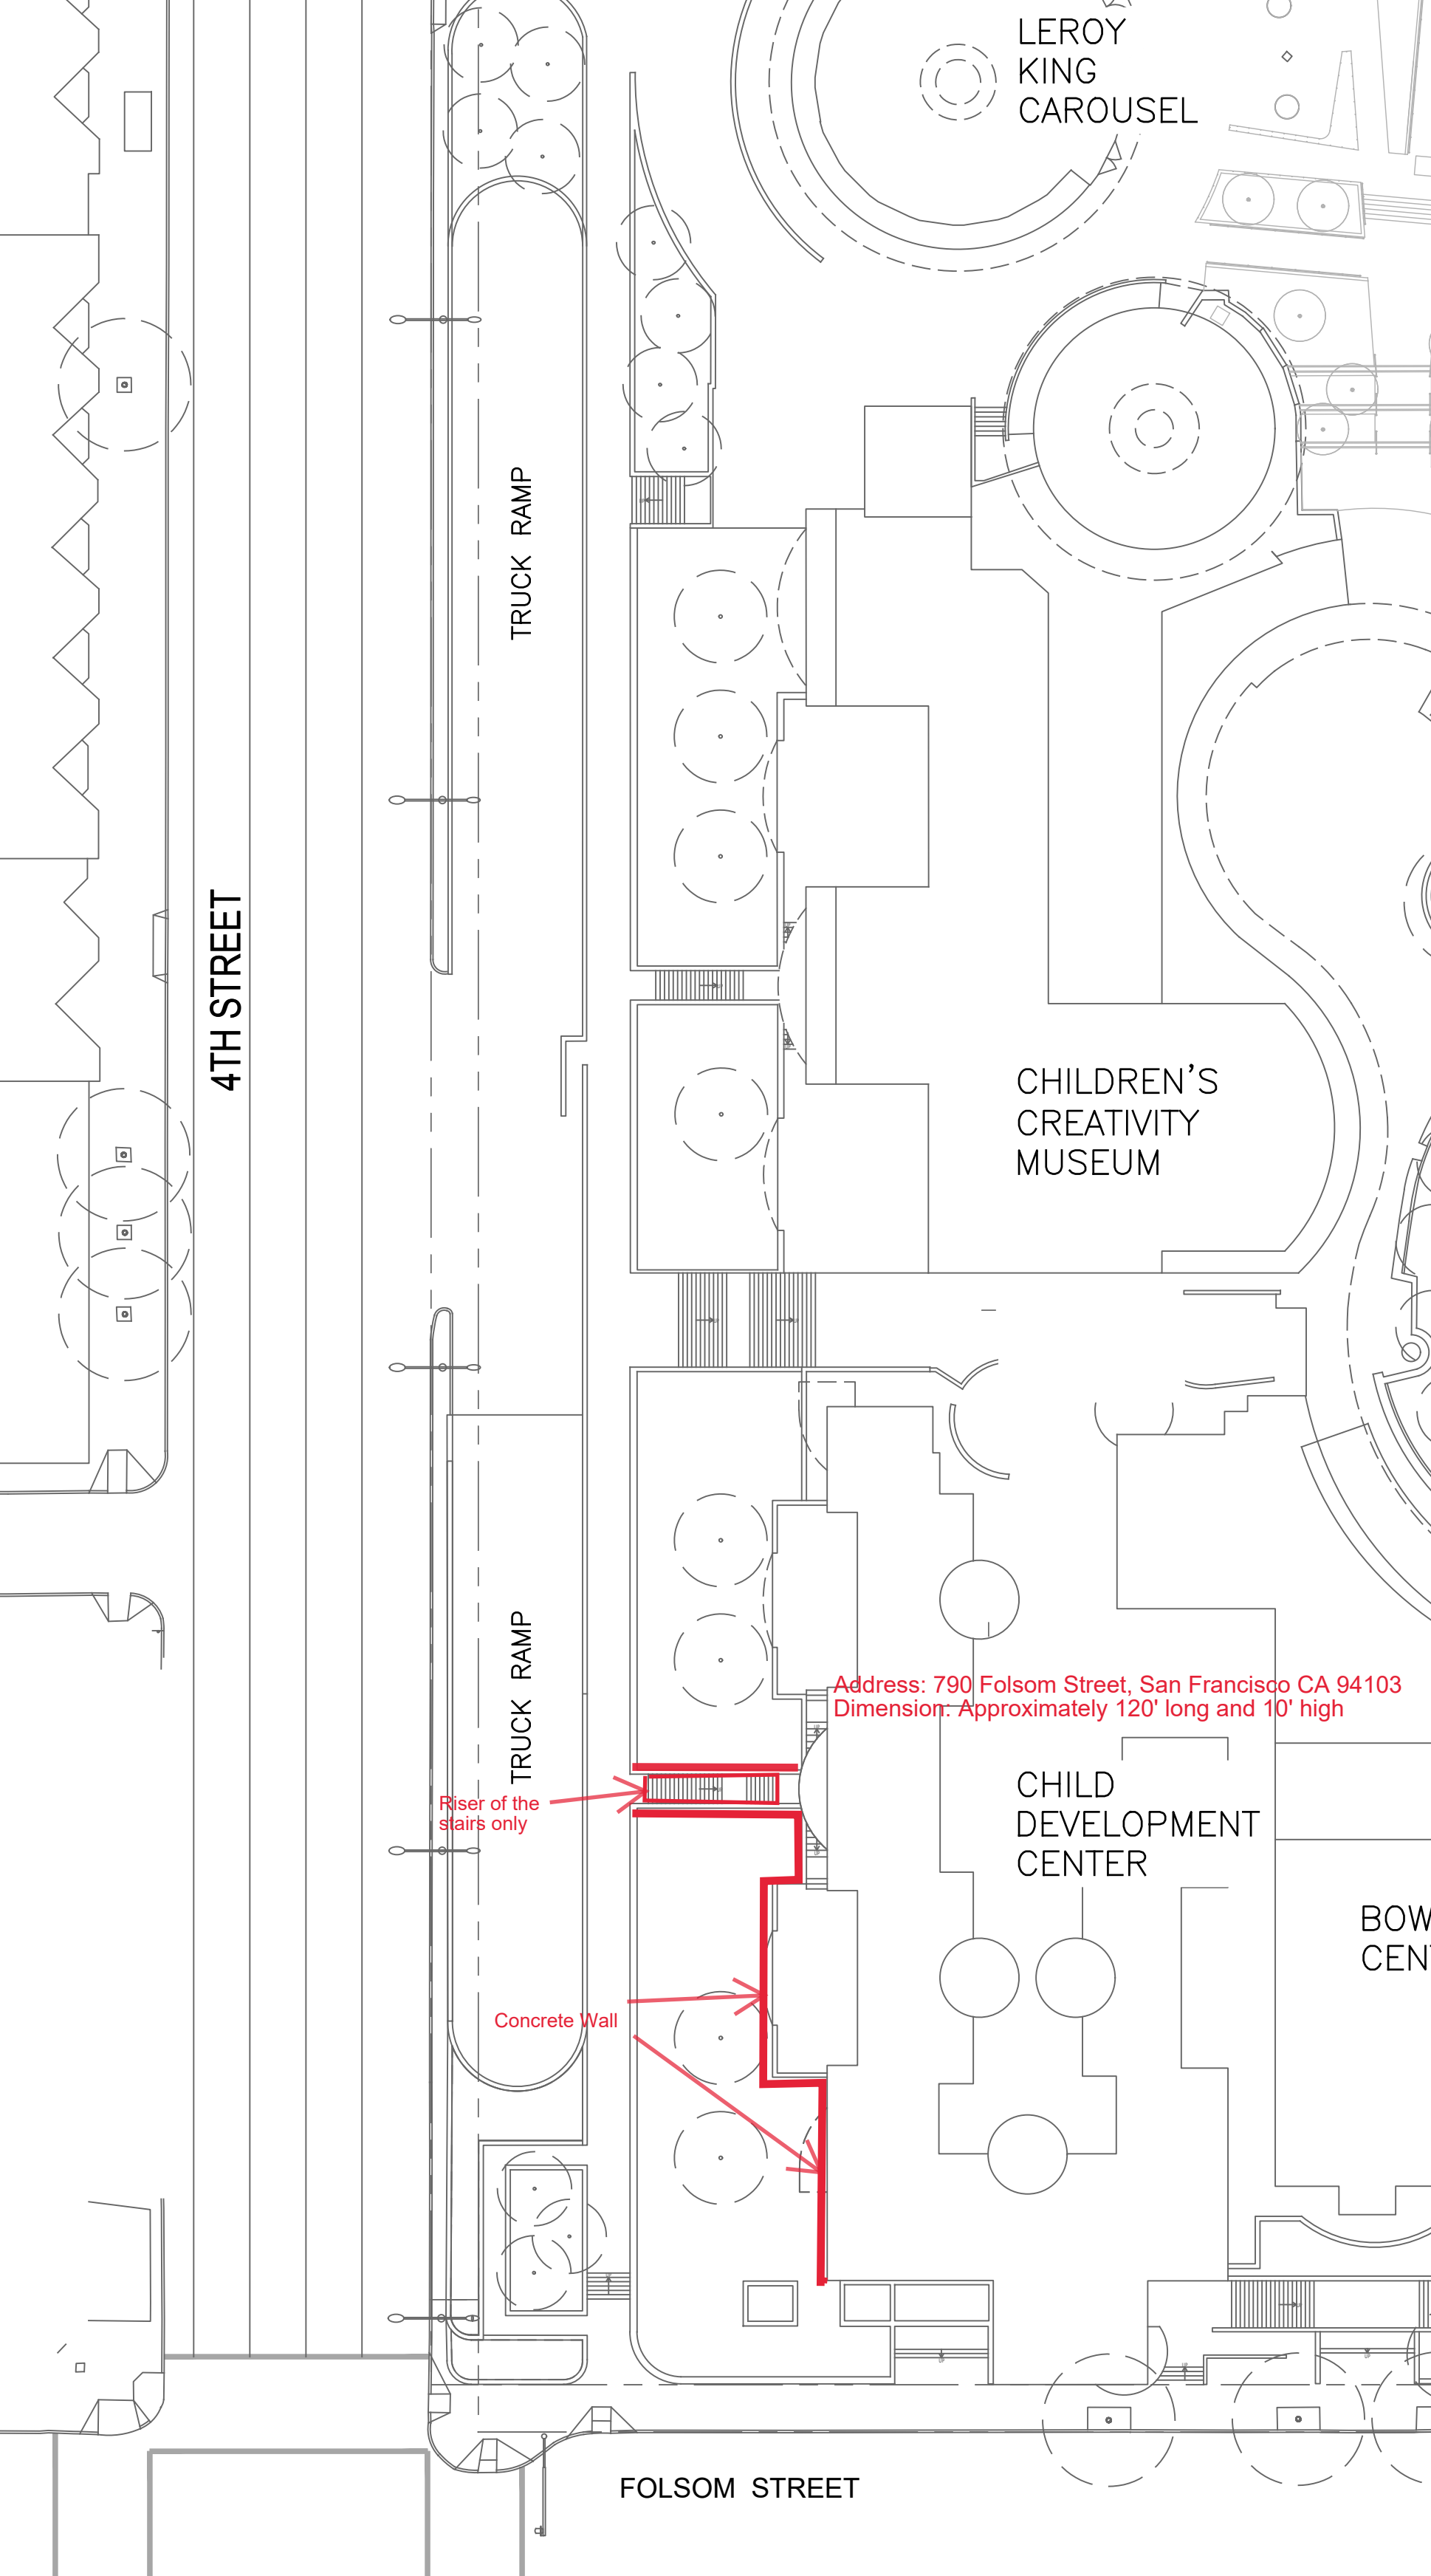 LEROY
KING
CAROUSEL
TRUCK RAMP
4TH STREET
CHILDREN'S
CREATIVITY
MUSEUM
TRUCK RAMP
Address: 790 Folsom Street, San Francisco CA 94103
Dimension: Approximately 120' long and 10' high
Riser of the
stairs only
CHILD
DEVELOPMENT
CENTER
BOW
CEN
Concrete Wall
FOLSOM STREET